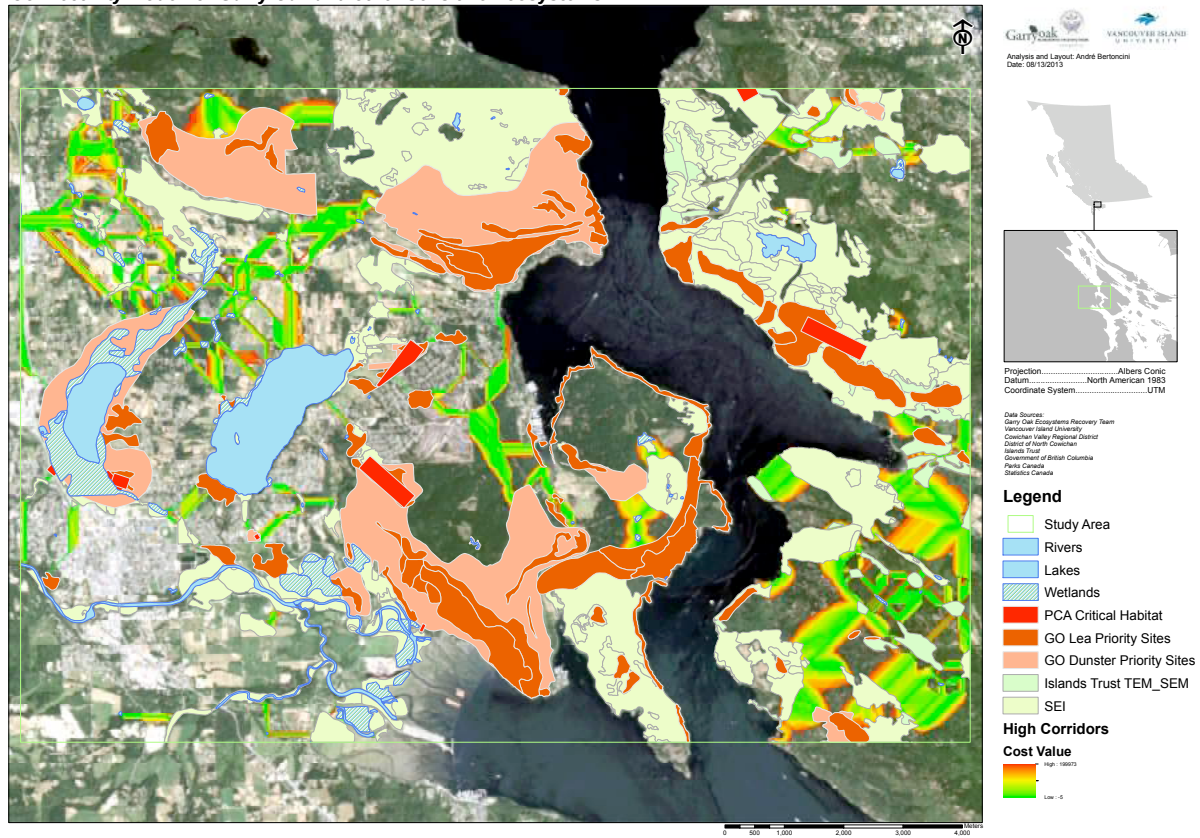 N
Garryoak
VANCOUVER ISLAND
UNIVERSITY
Analysis and Layout: André Bertoncini
Date: 08/13/2013
Projection..........................Albers Conic
Datum......................North American 1983
Coordinate System.............................UTM
Data Sources:
Garry Oak Ecosystems Recovery Team
Vancouver Island University
Cowichan Valley Regional District
District of North Cowichan
Islands Trust
Government of British Columbia
Parks Canada
Statistics Canada
Legend
Study Area
Rivers
Lakes
Wetlands
PCA Critical Habitat
GO Lea Priority Sites
GO Dunster Priority Sites
Islands Trust TEM_SEM
SEI
High Corridors
Cost Value
High : 199973
Low : -5
Meters
0 500 1,000 2,000 3,000 4,000